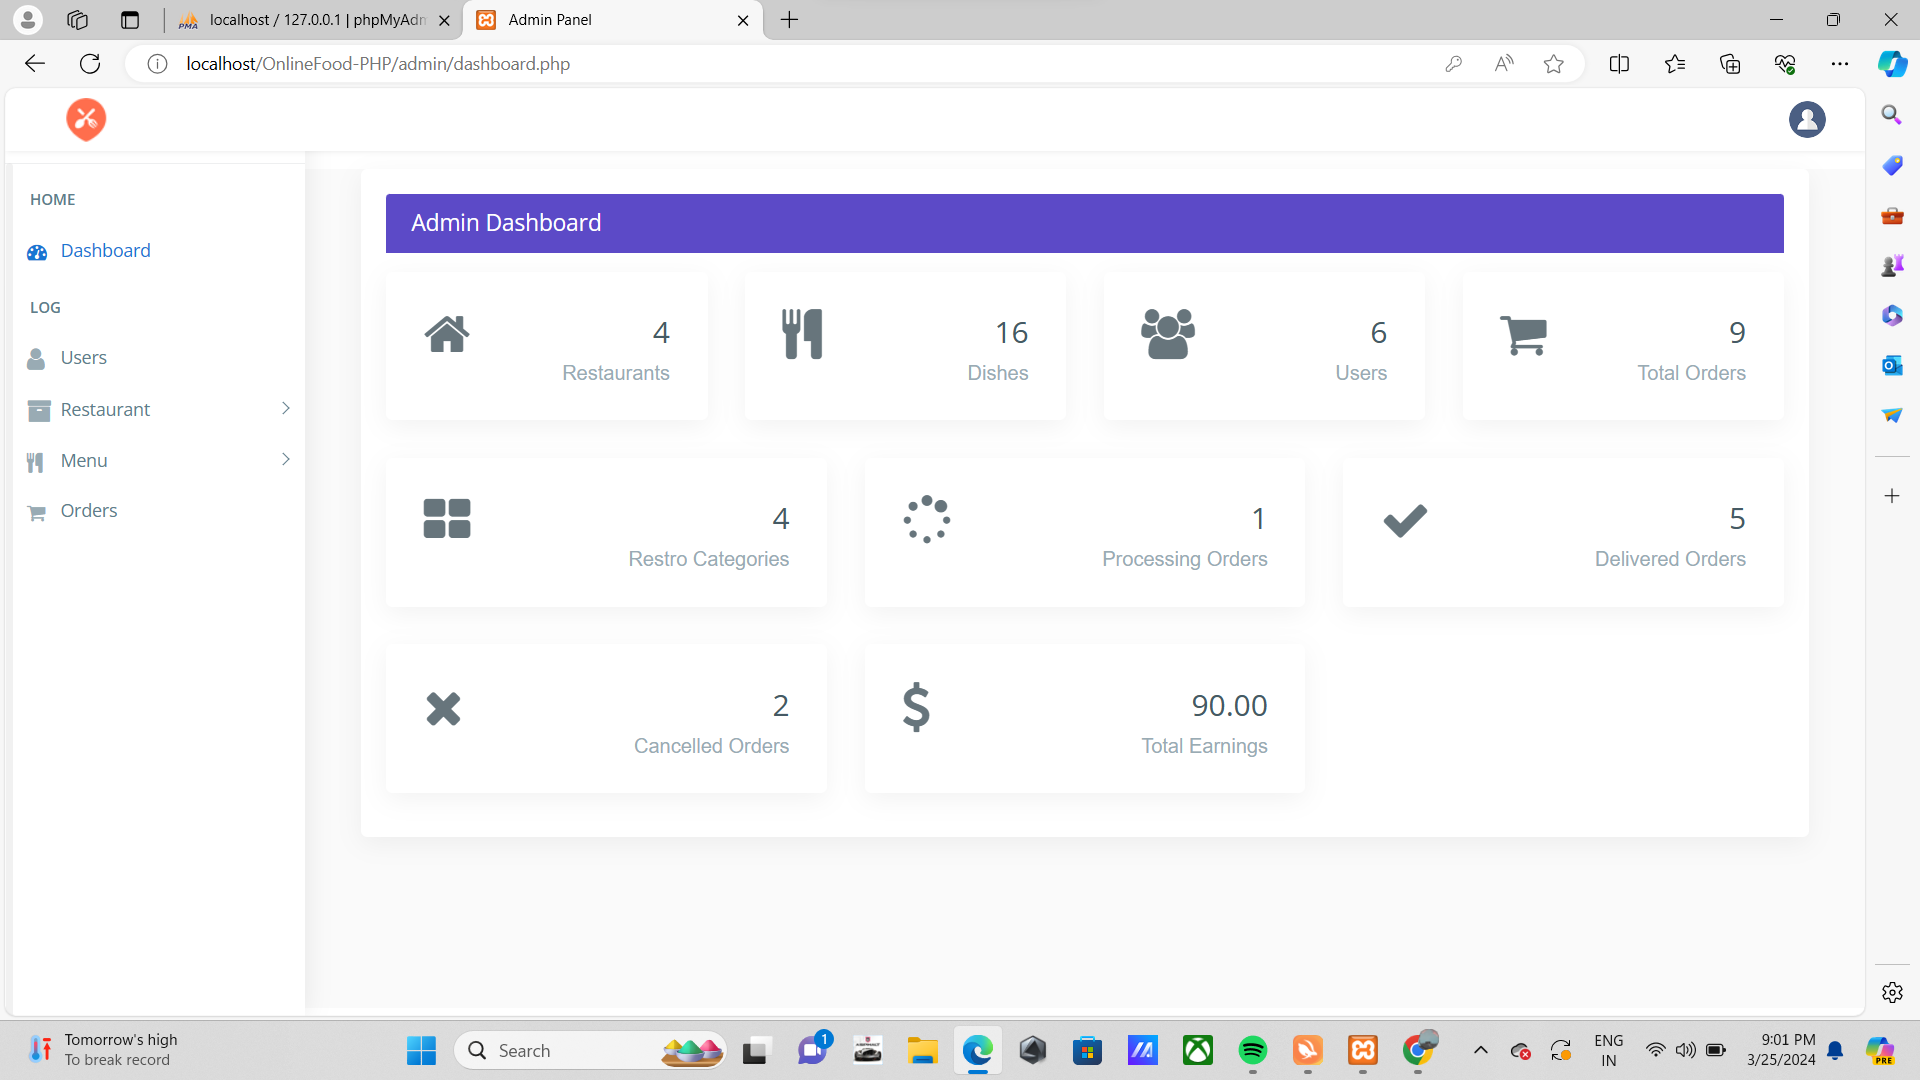 localhost / 127.0.0.1 | phpMyAdm
Admin Panel
localhost/OnlineFood-PHP/admin/dashboard.php
HOME
Dashboard
LOG
Users
Restaurant
Menu
Orders
Admin Dashboard
4
Restaurants
16
Dishes
6
Users
9
Total Orders
4
Restro Categories
1
Processing Orders
5
Delivered Orders
2
Cancelled Orders
$
90.00
Total Earnings
Tomorrow's high
To break record
Search
1
ENG
IN
9:01 PM
3/25/2024
PRE